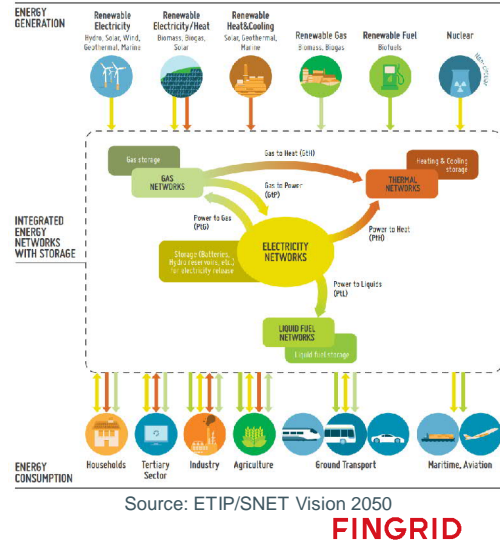 ENERGY
GENERATION
Renewable
Electricity
Hydro, Solar, Wind,
Geothermal, Marine
Renewable
Electricity/Heat
Biomass, Biogas,
Solar
Renewable
Heat&Cooling
Solar, Geothermal,
Marine
Renewable Gas
Biomass, Biogas
Renewable Fuel
Biofuels
Nuclear
INTEGRATED
ENERGY
NETWORKS
WITH STORAGE
Gas storage
GAS
NETWORKS
Gas to Heat (GtH)
Heating & Cooling
storage
THERMAL
NETWORKS
Gas to Power
(GtP)
Power to Gas
(PtG)
Power to Heat
(PtH)
ELECTRICITY
NETWORKS
Storage (Batteries,
Hydro reservoirs, etc.)
for electricity release
Power to Liquids
(PtL)
LIQUID FUEL
NETWORKS
Liquid fuel storage
ENERGY
CONSUMPTION
Households
Tertiary
Sector
Industry
Agriculture
Ground Transport
Maritime, Aviation
Source: ETIP/SNET Vision 2050
FINGRID